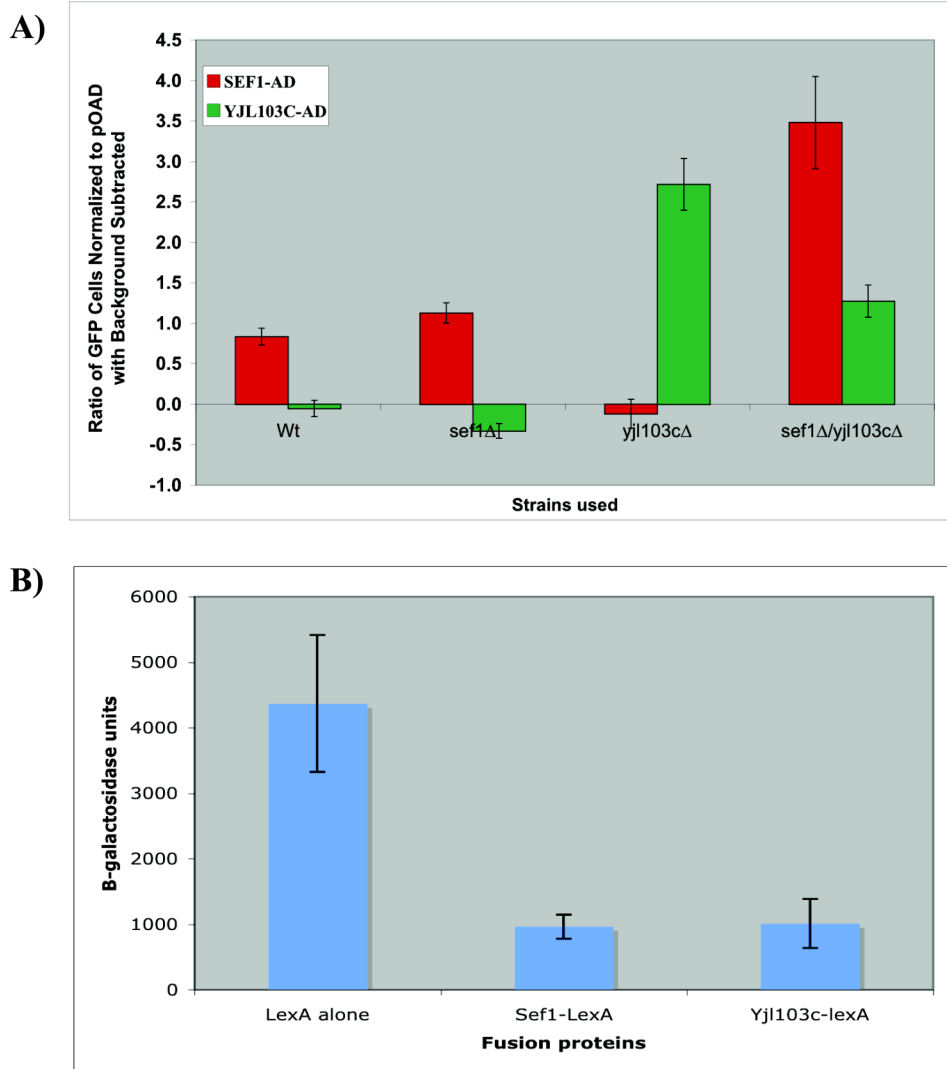 A)
Ratio of GFP Cells Normalized to pOAD
with Background Subtracted
4.5
4.0
3.5
3.0
2.5
2.0
1.5
1.0
0.5
0.0
-0.5
-1.0
SEF1-AD
YJL103C-AD
Wt
sef1Δ
yjl103cΔ
sef1Δ/yjl103cΔ
Strains used
B)
B-galactosidase units
6000
5000
4000
3000
2000
1000
0
LexA alone
Sef1-LexA
Yjl103c-lexA
Fusion proteins